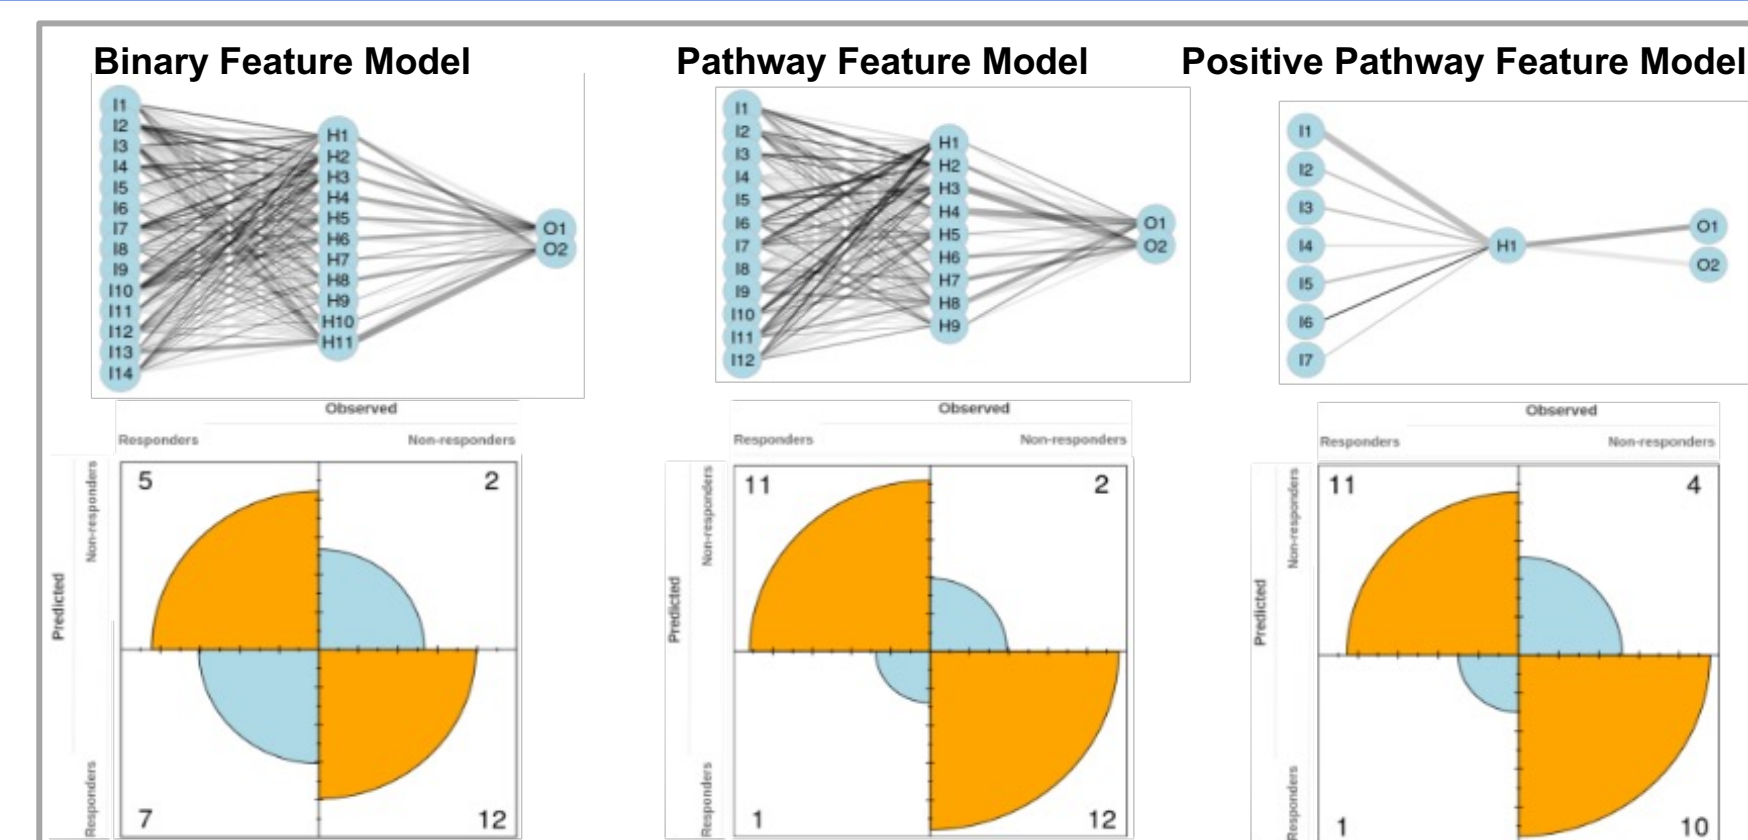 Binary Feature Model
Pathway Feature Model
Positive Pathway Feature Model
I1
I2
I3
I4
I5
I6
I7
I8
I9
I10
I11
I12
I13
I14
H1
H2
H3
H4
H5
H6
H7
H8
H9
H10
H11
O1
O2
I1
I2
I3
I4
I5
I6
I7
I8
I9
I10
I11
I12
H1
H2
H3
H4
H5
H6
H7
H8
H9
O1
O2
I1
I2
I3
I4
I5
I6
I7
H1
O1
O2
Observed
Responders Non-responders
Predicted
Non-responders
Responders
5 2
7 12
Observed
Responders Non-responders
Predicted
Non-responders
Responders
11 2
1 12
Observed
Responders Non-responders
Predicted
Non-responders
Responders
11 4
1 10